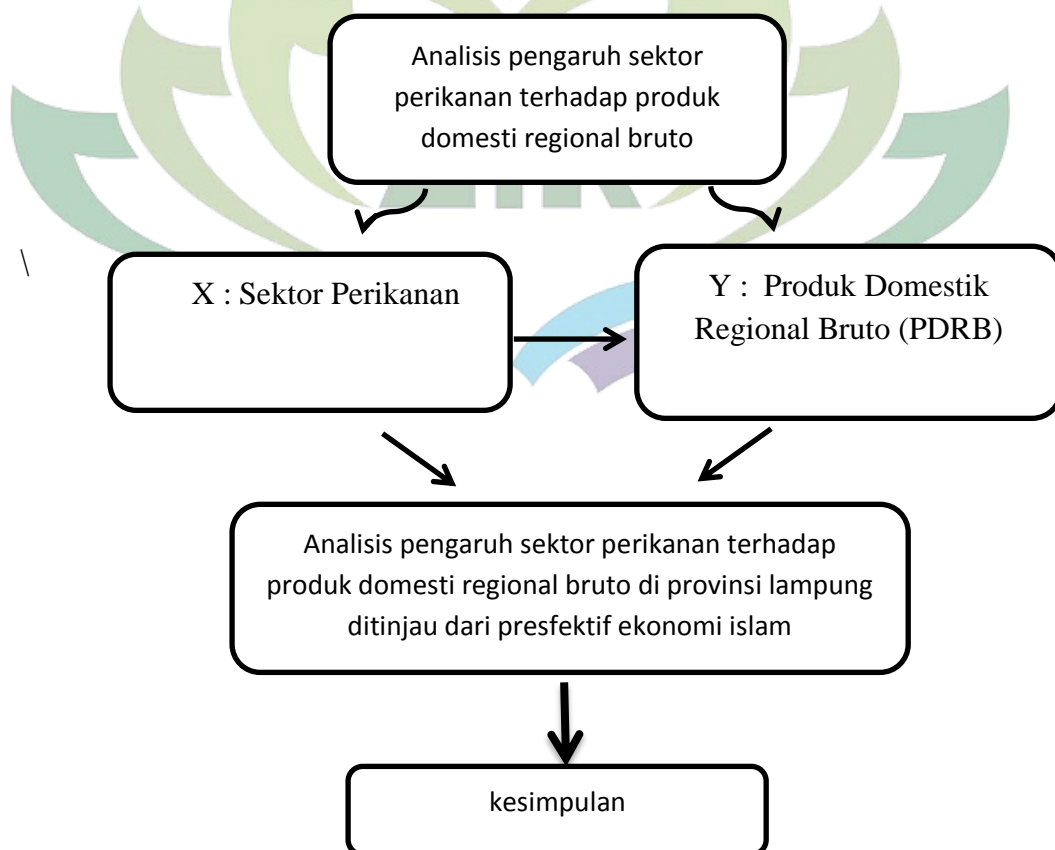 Analisis pengaruh sektor
perikanan terhadap produk
domesti regional bruto
\
X : Sektor Perikanan
Y : Produk Domestik
Regional Bruto (PDRB)
Analisis pengaruh sektor perikanan terhadap
produk domesti regional bruto di provinsi lampung
ditinjau dari presfektif ekonomi islam
kesimpulan